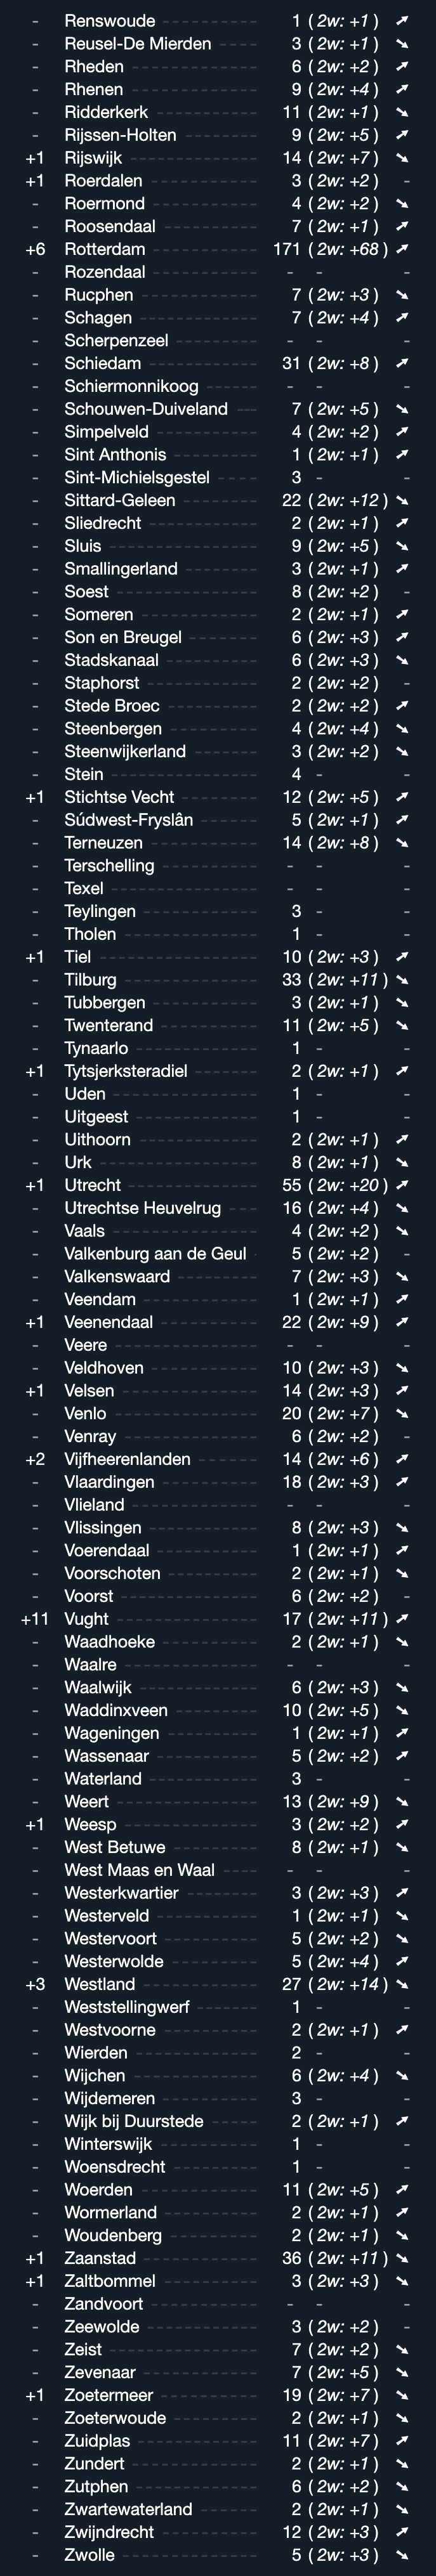 - Renswoude 1 ( 2w: +1 ) ➚
- Reusel-De Mierden 3 ( 2w: +1 ) ➘
- Rheden 6 ( 2w: +2 ) ➚
- Rhenen 9 ( 2w: +4 ) ➚
- Ridderkerk 11 ( 2w: +1 ) ➘
- Rijssen-Holten 9 ( 2w: +5 ) ➚
+1 Rijswijk 14 ( 2w: +7 ) ➘
+1 Roerdalen 3 ( 2w: +2 ) -
- Roermond 4 ( 2w: +2 ) ➘
- Roosendaal 7 ( 2w: +1 ) ➚
+6 Rotterdam 171 ( 2w: +68 ) ➚
- Rozendaal - - -
- Rucphen 7 ( 2w: +3 ) ➘
- Schagen 7 ( 2w: +4 ) ➚
- Scherpenzeel - - -
- Schiedam 31 ( 2w: +8 ) ➚
- Schiermonnikoog - - -
- Schouwen-Duiveland 7 ( 2w: +5 ) ➘
- Simpelveld 4 ( 2w: +2 ) ➚
- Sint Anthonis 1 ( 2w: +1 ) ➚
- Sint-Michielsgestel 3 - -
- Sittard-Geleen 22 ( 2w: +12 ) ➘
- Sliedrecht 2 ( 2w: +1 ) ➚
- Sluis 9 ( 2w: +5 ) ➘
- Smallingerland 3 ( 2w: +1 ) ➚
- Soest 8 ( 2w: +2 ) -
- Someren 2 ( 2w: +1 ) ➚
- Son en Breugel 6 ( 2w: +3 ) ➚
- Stadskanaal 6 ( 2w: +3 ) ➘
- Staphorst 2 ( 2w: +2 ) -
- Stede Broec 2 ( 2w: +2 ) ➚
- Steenbergen 4 ( 2w: +4 ) ➘
- Steenwijkerland 3 ( 2w: +2 ) ➘
- Stein 4 - -
+1 Stichtse Vecht 12 ( 2w: +5 ) ➚
- Súdwest-Fryslân 5 ( 2w: +1 ) ➚
- Terneuzen 14 ( 2w: +8 ) ➘
- Terschelling - - -
- Texel - - -
- Teylingen 3 - -
- Tholen 1 - -
+1 Tiel 10 ( 2w: +3 ) ➚
- Tilburg 33 ( 2w: +11 ) ➘
- Tubbergen 3 ( 2w: +1 ) ➘
- Twenterand 11 ( 2w: +5 ) ➘
- Tynaarlo 1 - -
+1 Tytsjerksteradiel 2 ( 2w: +1 ) ➚
- Uden 1 - -
- Uitgeest 1 - -
- Uithoorn 2 ( 2w: +1 ) ➚
- Urk 8 ( 2w: +1 ) ➘
+1 Utrecht 55 ( 2w: +20 ) ➚
- Utrechtse Heuvelrug 16 ( 2w: +4 ) ➘
- Vaals 4 ( 2w: +2 ) ➘
- Valkenburg aan de Geul 5 ( 2w: +2 ) -
- Valkenswaard 7 ( 2w: +3 ) ➘
- Veendam 1 ( 2w: +1 ) ➚
+1 Veenendaal 22 ( 2w: +9 ) ➚
- Veere - - -
- Veldhoven 10 ( 2w: +3 ) ➘
+1 Velsen 14 ( 2w: +3 ) ➚
- Venlo 20 ( 2w: +7 ) ➘
- Venray 6 ( 2w: +2 ) -
+2 Vijfheerenlanden 14 ( 2w: +6 ) ➚
- Vlaardingen 18 ( 2w: +3 ) ➚
- Vlieland - - -
- Vlissingen 8 ( 2w: +3 ) ➘
- Voerendaal 1 ( 2w: +1 ) ➚
- Voorschoten 2 ( 2w: +1 ) ➘
- Voorst 6 ( 2w: +2 ) -
+11 Vught 17 ( 2w: +11 ) ➚
- Waadhoeke 2 ( 2w: +1 ) ➘
- Waalre - - -
- Waalwijk 6 ( 2w: +3 ) ➘
- Waddinxveen 10 ( 2w: +5 ) ➘
- Wageningen 1 ( 2w: +1 ) ➚
- Wassenaar 5 ( 2w: +2 ) ➚
- Waterland 3 - -
- Weert 13 ( 2w: +9 ) ➘
+1 Weesp 3 ( 2w: +2 ) ➚
- West Betuwe 8 ( 2w: +1 ) ➘
- West Maas en Waal - - -
- Westerkwartier 3 ( 2w: +3 ) ➚
- Westerveld 1 ( 2w: +1 ) ➘
- Westervoort 5 ( 2w: +2 ) ➘
- Westerwolde 5 ( 2w: +4 ) ➚
+3 Westland 27 ( 2w: +14 ) ➘
- Weststellingwerf 1 - -
- Westvoorne 2 ( 2w: +1 ) ➚
- Wierden 2 - -
- Wijchen 6 ( 2w: +4 ) ➘
- Wijdemeren 3 - -
- Wijk bij Duurstede 2 ( 2w: +1 ) ➚
- Winterswijk 1 - -
- Woensdrecht 1 - -
- Woerden 11 ( 2w: +5 ) ➚
- Wormerland 2 ( 2w: +1 ) ➚
- Woudenberg 2 ( 2w: +1 ) ➘
+1 Zaanstad 36 ( 2w: +11 ) ➘
+1 Zaltbommel 3 ( 2w: +3 ) ➘
- Zandvoort - - -
- Zeewolde 3 ( 2w: +2 ) -
- Zeist 7 ( 2w: +2 ) ➘
- Zevenaar 7 ( 2w: +5 ) ➘
+1 Zoetermeer 19 ( 2w: +7 ) ➘
- Zoeterwoude 2 ( 2w: +1 ) ➘
- Zuidplas 11 ( 2w: +7 ) ➚
- Zundert 2 ( 2w: +1 ) ➘
- Zutphen 6 ( 2w: +2 ) ➘
- Zwartewaterland 2 ( 2w: +1 ) ➘
- Zwijndrecht 12 ( 2w: +3 ) ➚
- Zwolle 5 ( 2w: +3 ) ➘